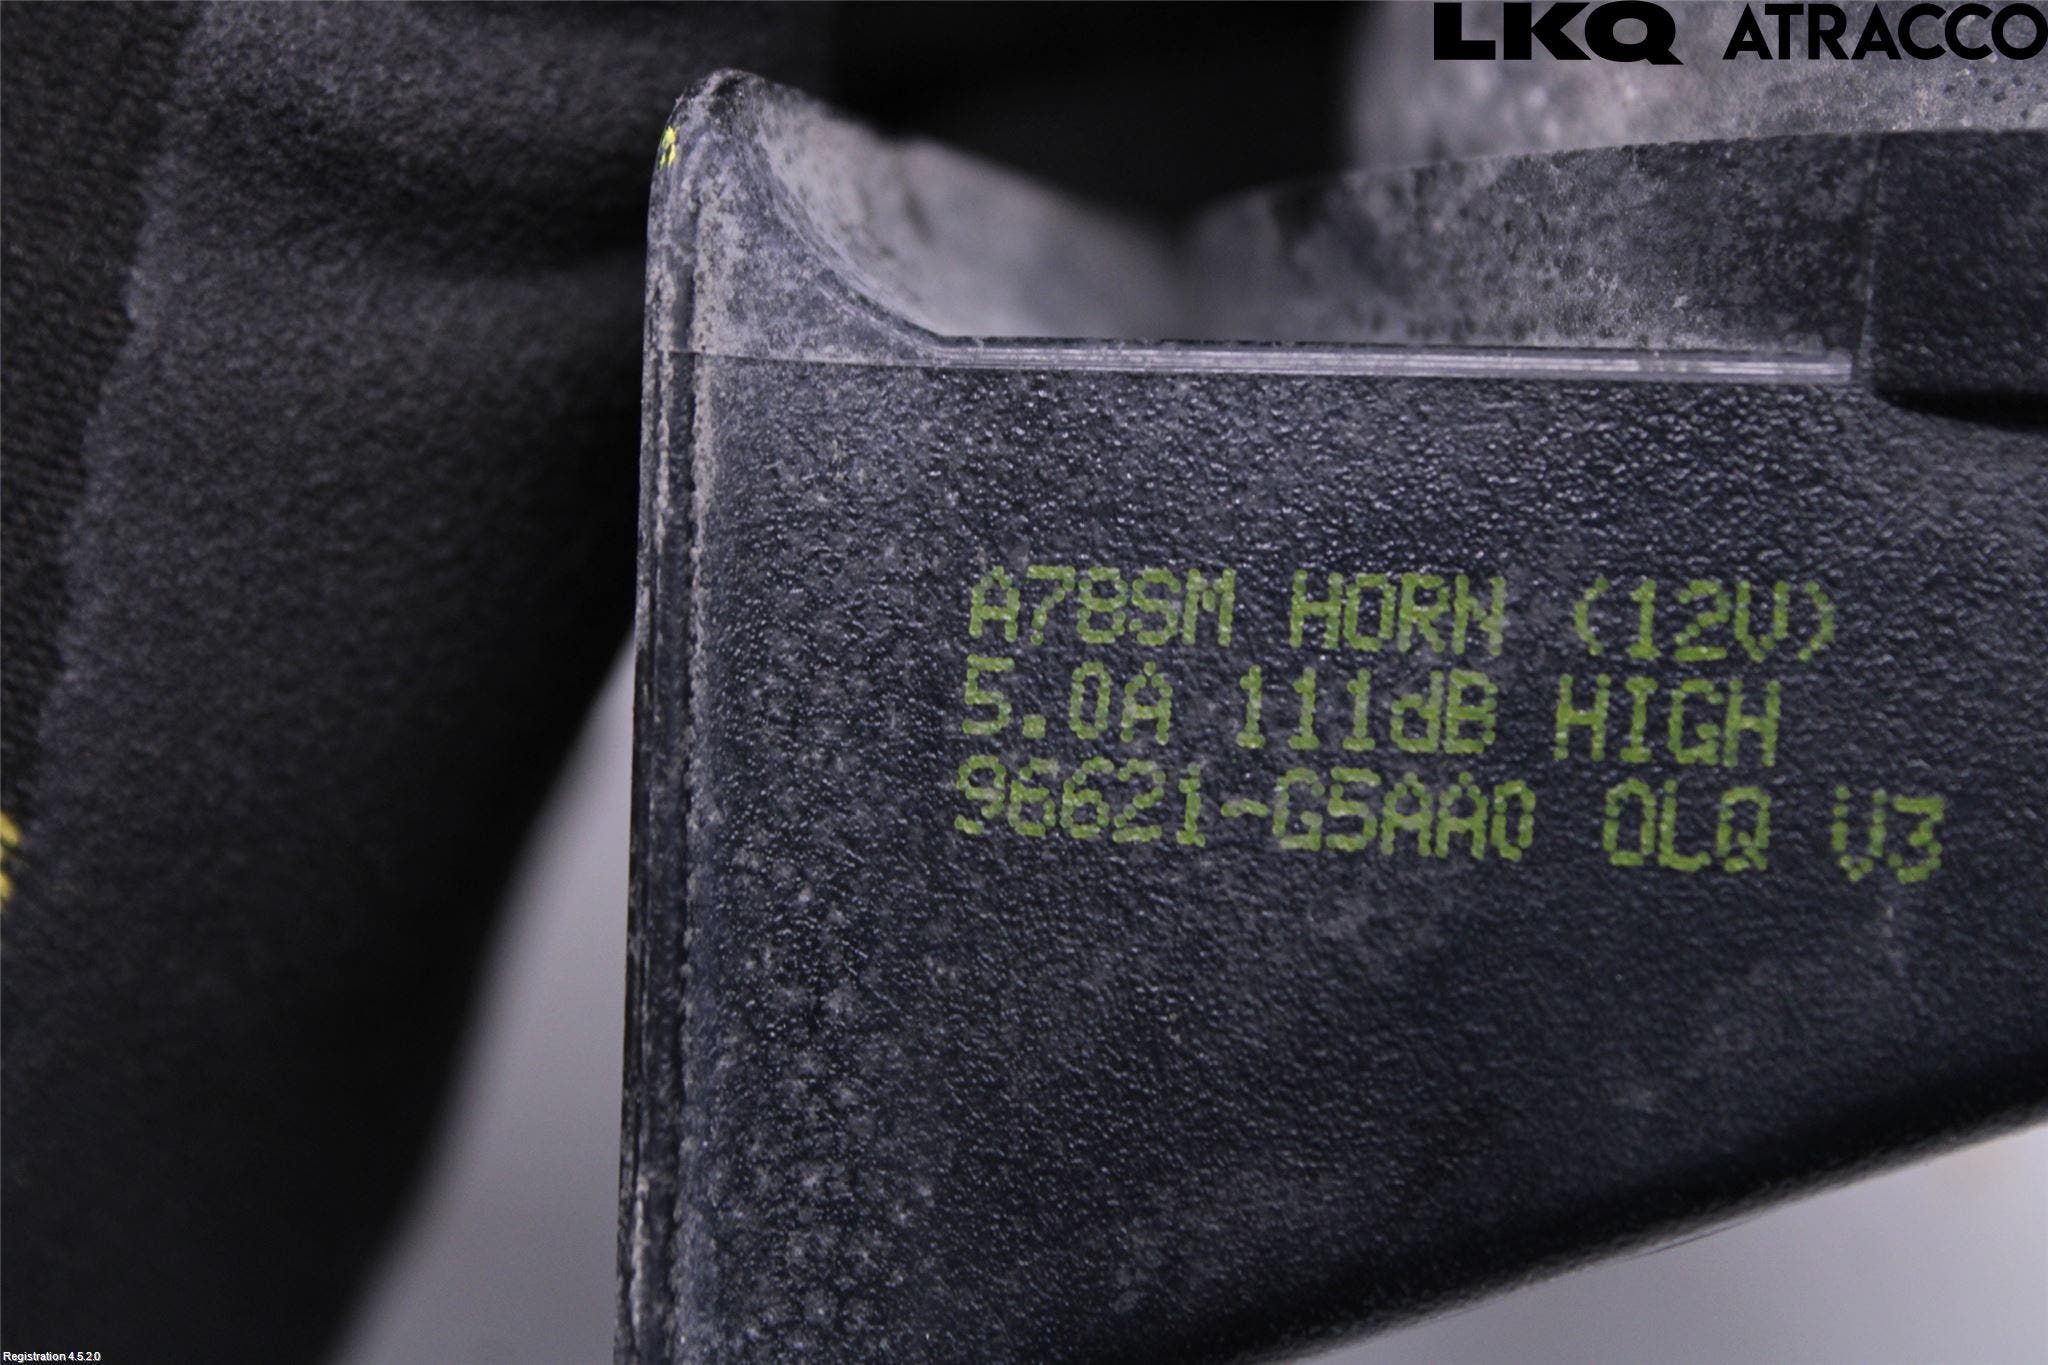 LKQ ATRACCO
A78SM HORN (12V)
5.0A 111dB HIGH
96621-G5AA0 0LQ V3
Registration 4.5.2.0